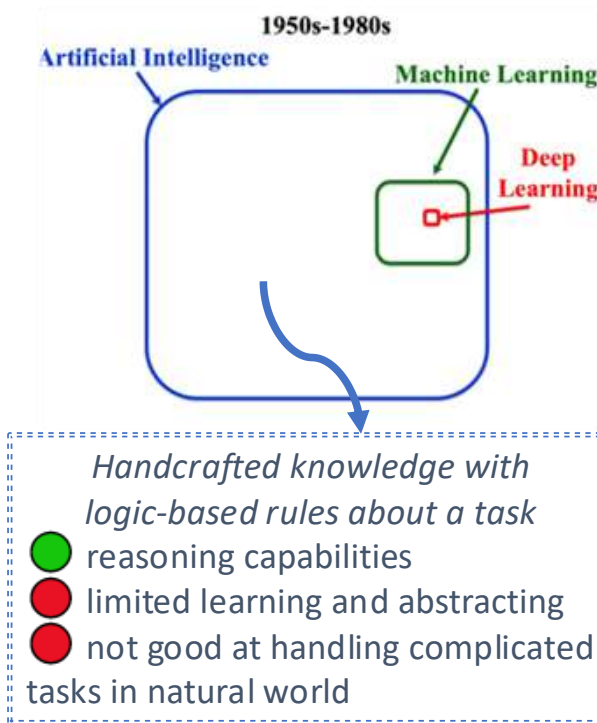 1950s-1980s
Artificial Intelligence
Machine Learning
Deep
Learning
Handcrafted knowledge with
logic-based rules about a task
reasoning capabilities
limited learning and abstracting
not good at handling complicated
tasks in natural world